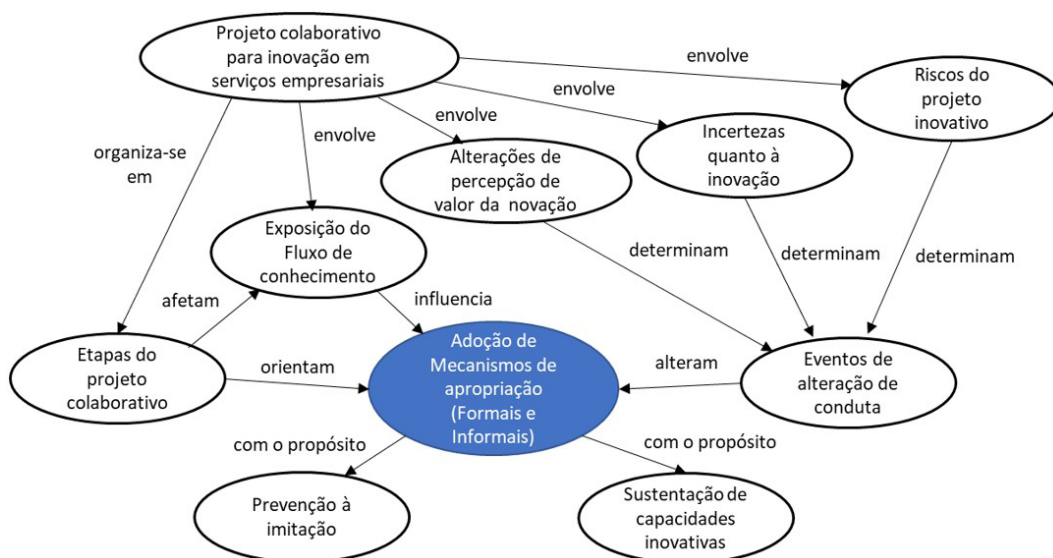 Projeto colaborativo
para inovação em
serviços empresariais
envolve
Riscos do
projeto
inovativo
envolve
envolve
envolve
organiza-se
em
Incertezas
quanto à
inovação
Alterações de
percepção de
valor da novação
Exposição do
Fluxo de
conhecimento
determinam
determinam
determinam
afetam
influencia
Etapas do
projeto
colaborativo
orientam
Adoção de
Mecanismos de
apropriação
(Formais e
Informais)
alteram
Eventos de
alteração de
conduta
com o propósito
com o propósito
Prevenção à
imitação
Sustentação de
capacidades
inovativas